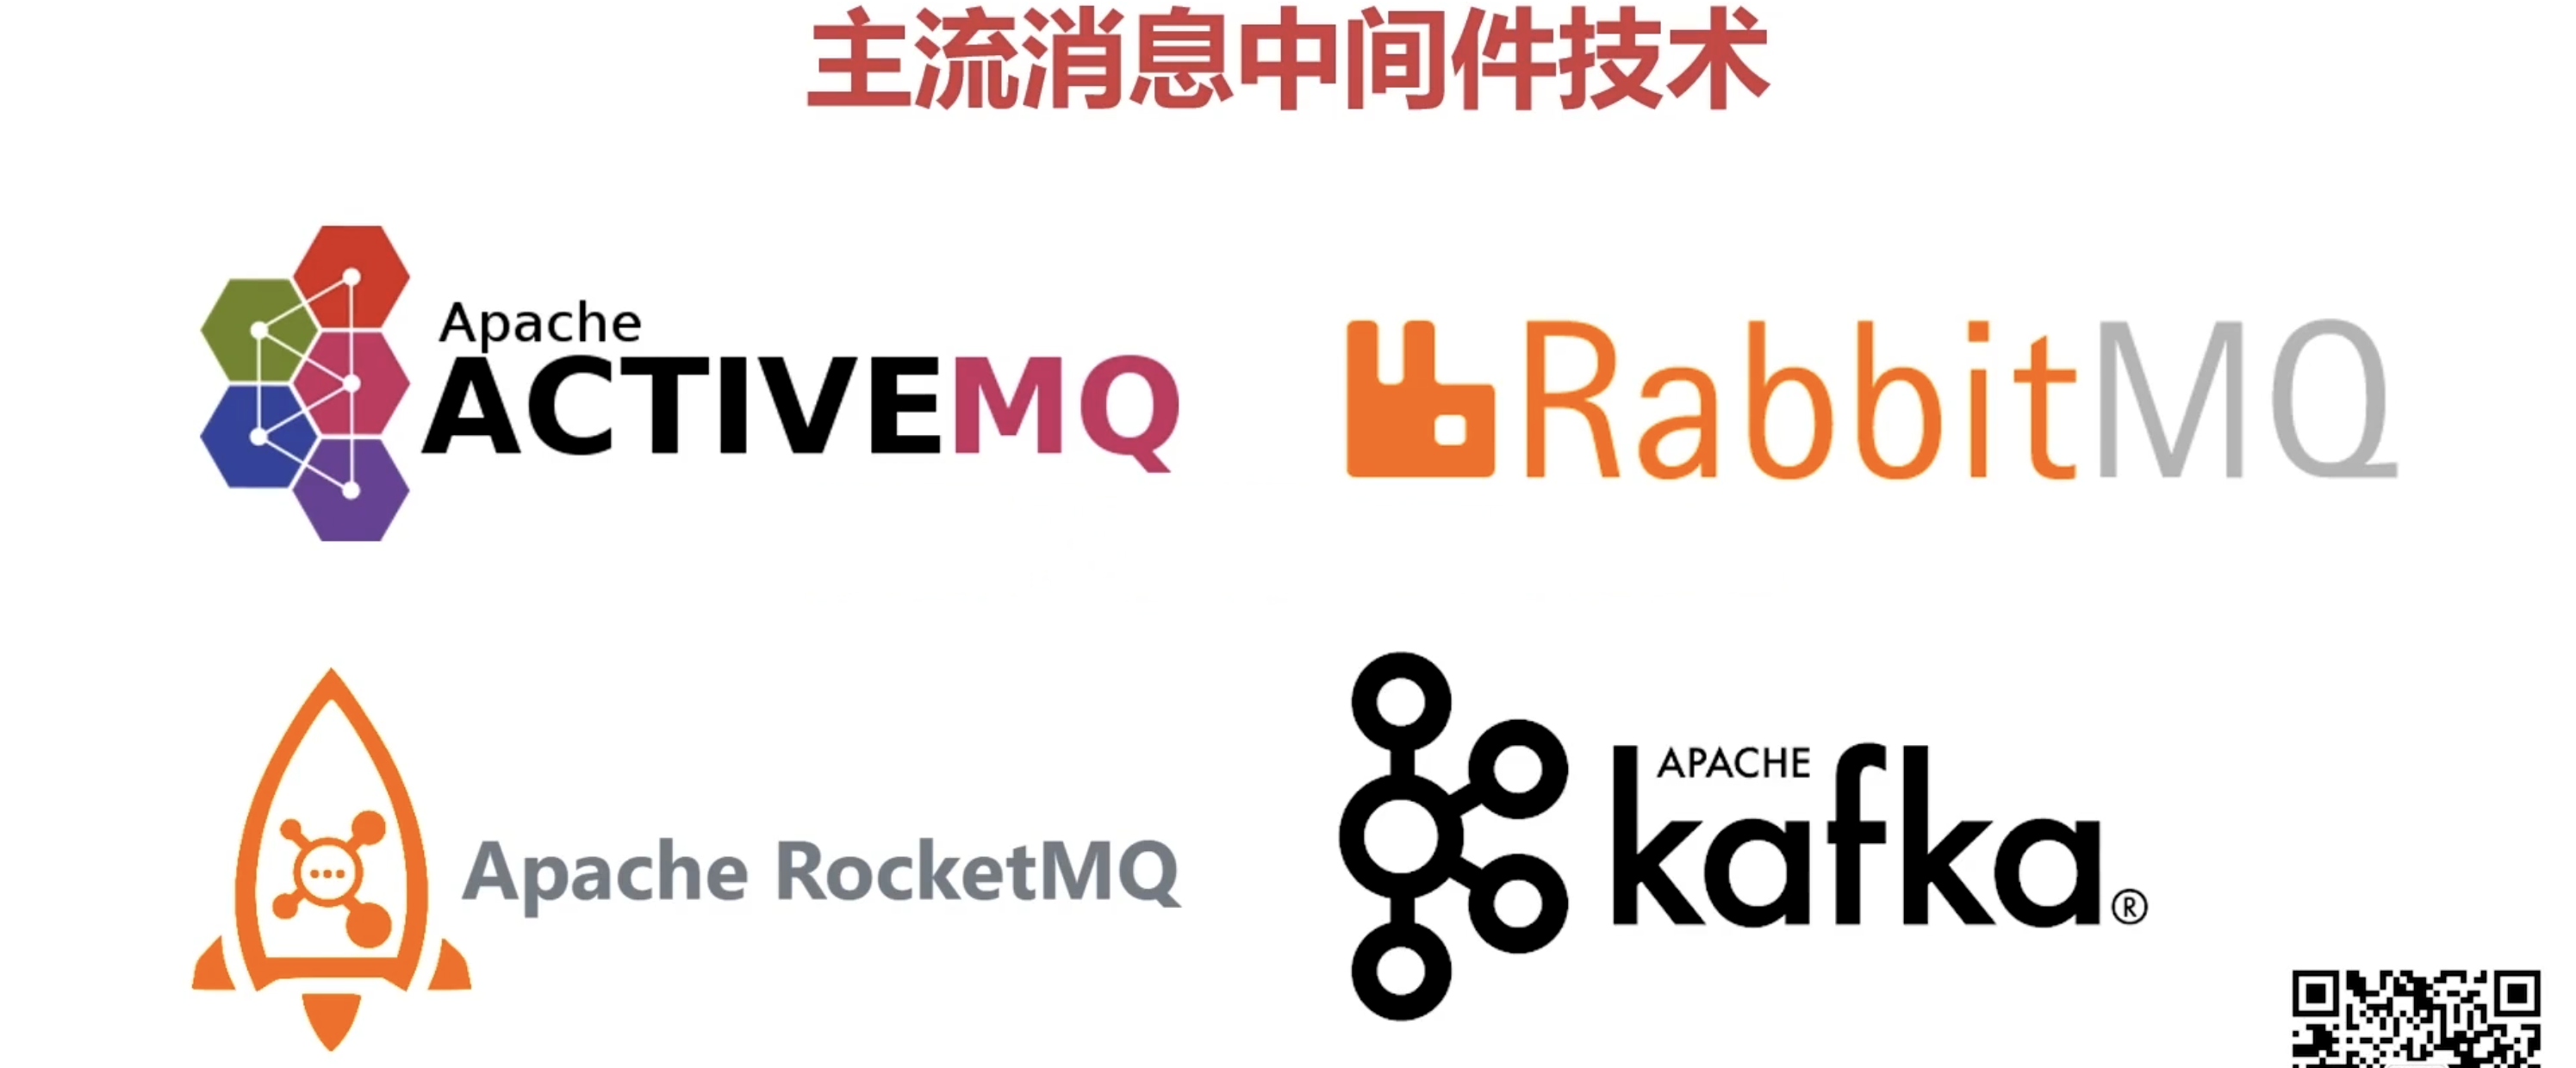 主流消息中间件技术
Apache
ACTIVEMQ
RabbitMQ
Apache RocketMQ
APACHE
kafka®